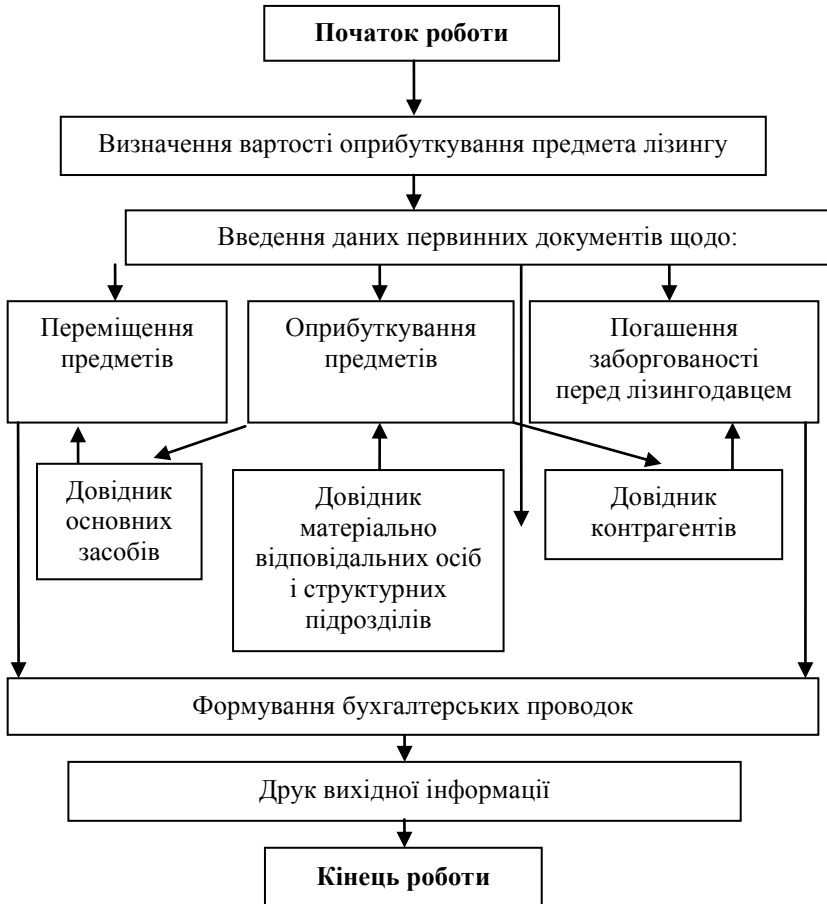 Початок роботи
Визначення вартості оприбуткування предмета лізингу
Введення даних первинних документів щодо:
Переміщення
предметів
Оприбуткування
предметів
Погашення
заборгованості
перед лізингодавцем
Довідник
основних
засобів
Довідник
матеріально
відповідальних осіб
і структурних
підрозділів
Довідник
контрагентів
Формування бухгалтерських проводок
Друк вихідної інформації
Кінець роботи